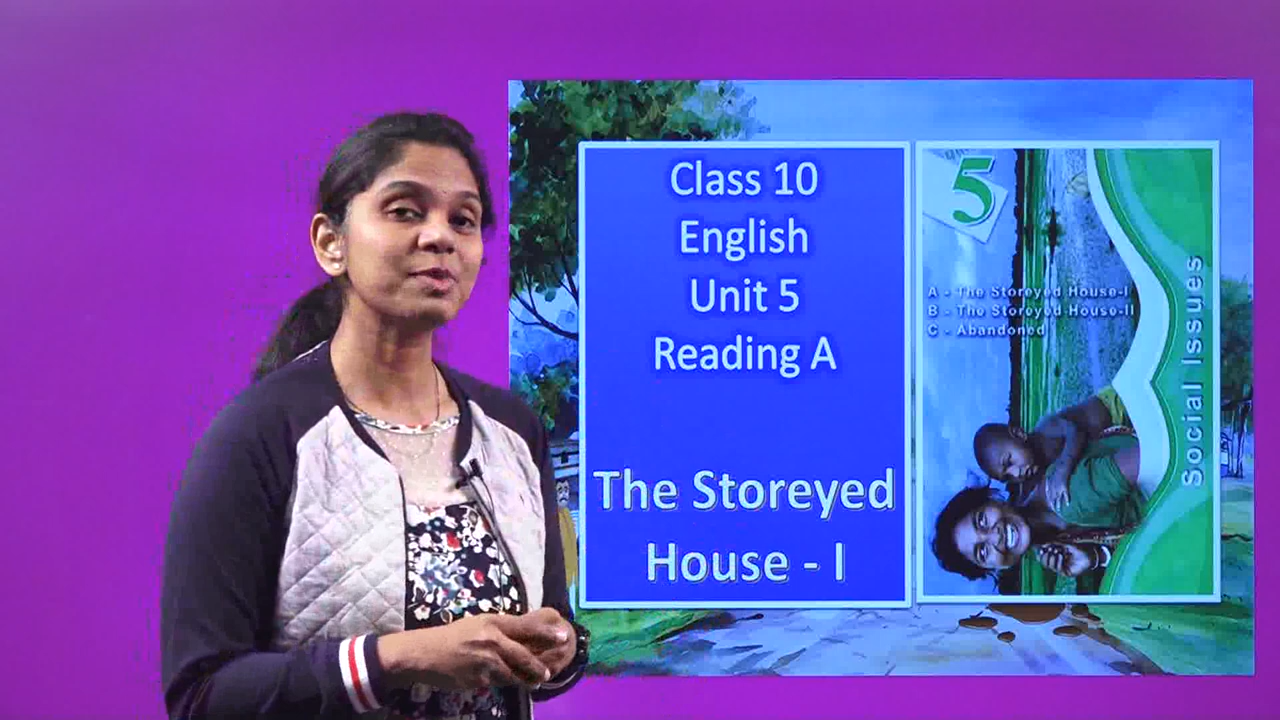 Class 10
English
Unit 5
Reading A
The Storeyed
House - I
5
A - The Storeyed House-I
B - The Storeyed House-II
C - Abandoned
Social Issues